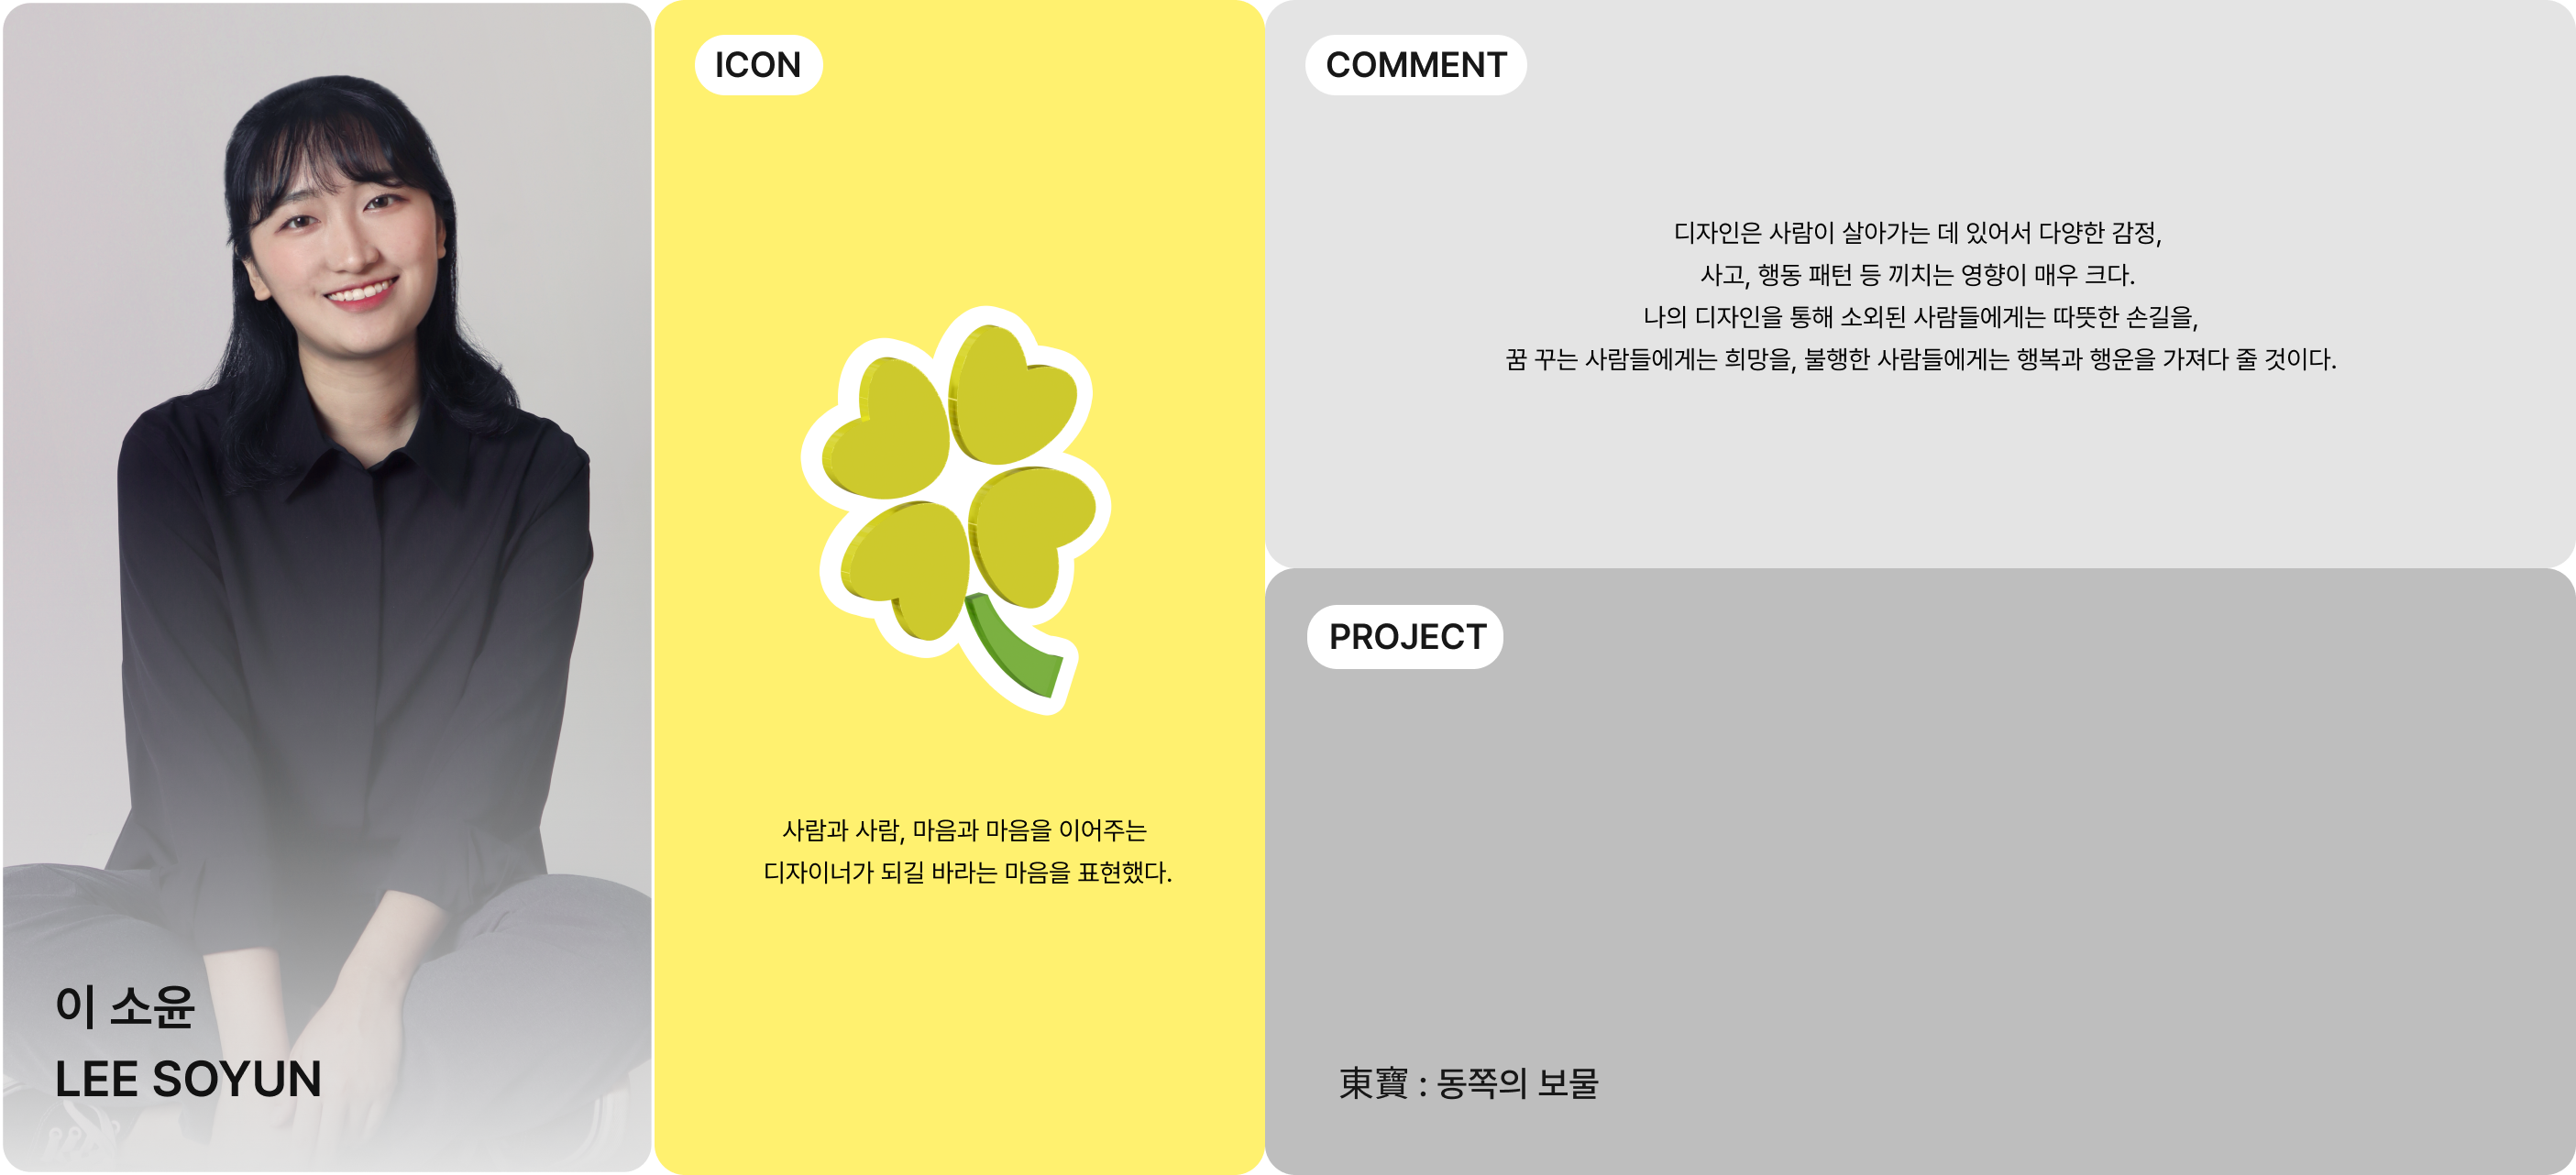 이 소윤
LEE SOYUN
ICON
사람과 사람, 마음과 마음을 이어주는
디자이너가 되길 바라는 마음을 표현했다.
COMMENT
디자인은 사람이 살아가는 데 있어서 다양한 감정,
사고, 행동 패턴 등 끼치는 영향이 매우 크다.
나의 디자인을 통해 소외된 사람들에게는 따뜻한 손길을,
꿈 꾸는 사람들에게는 희망을, 불행한 사람들에게는 행복과 행운을 가져다 줄 것이다.
PROJECT
東寶 : 동쪽의 보물